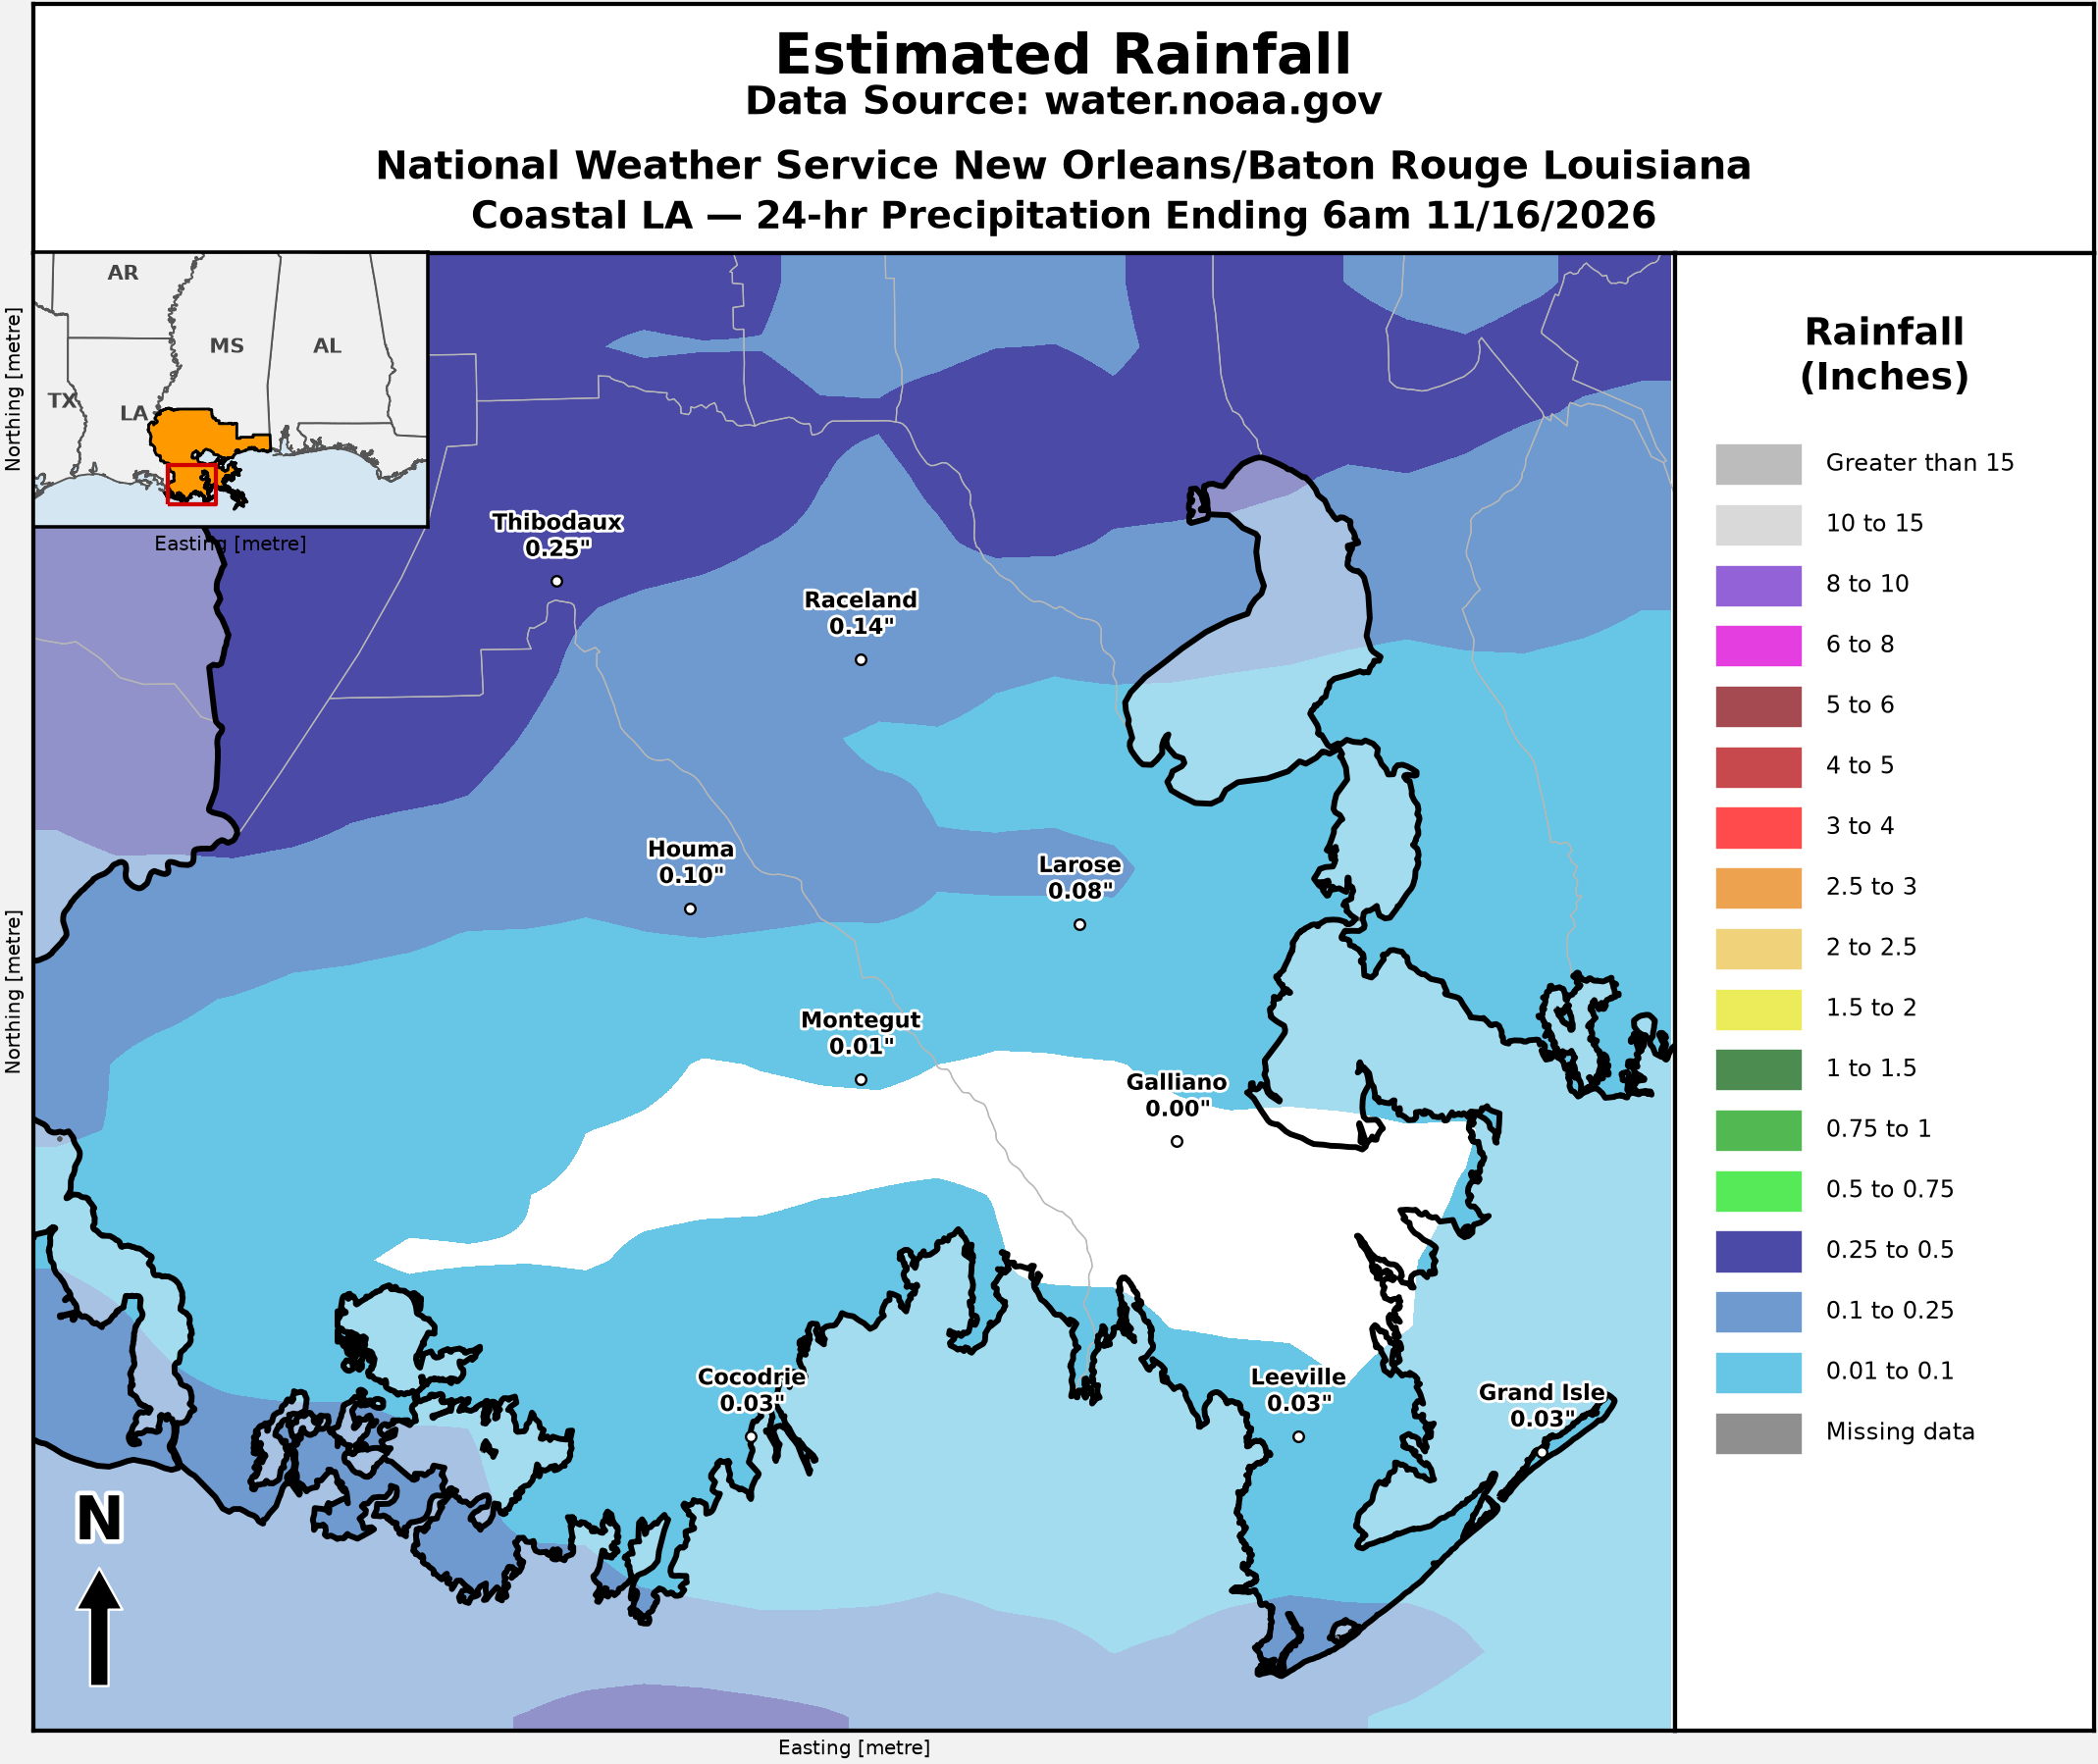 Estimated Rainfall
Data Source: water.noaa.gov
National Weather Service New Orleans/Baton Rouge Louisiana
Coastal LA — 24-hr Precipitation Ending 6am 11/16/2026
Northing [metre]
AR
MS
AL
TX
LA
Easting [metre]
Thibodaux
0.25"
Raceland
0.14"
Houma
0.10"
Larose
0.08"
Montegut
0.01"
Galliano
0.00"
Cocodrie
0.03"
Leeville
0.03"
Grand Isle
0.03"
N
Northing [metre]
Easting [metre]
Rainfall
(Inches)
Greater than 15
10 to 15
8 to 10
6 to 8
5 to 6
4 to 5
3 to 4
2.5 to 3
2 to 2.5
1.5 to 2
1 to 1.5
0.75 to 1
0.5 to 0.75
0.25 to 0.5
0.1 to 0.25
0.01 to 0.1
Missing data